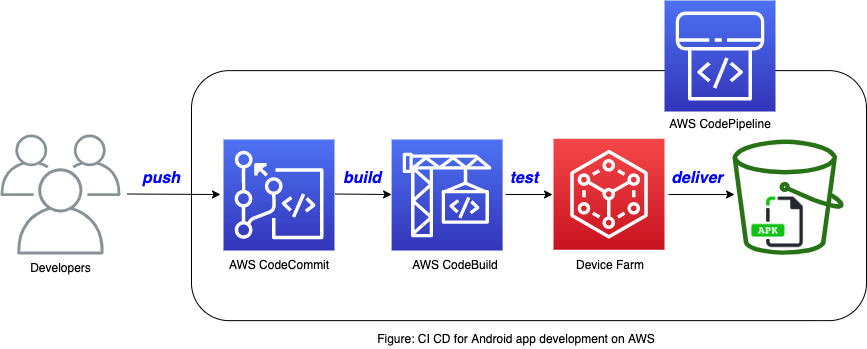 AWS CodePipeline
push
build
test
deliver
</>
</>
</>
APK
Developers
AWS CodeCommit
AWS CodeBuild
Device Farm
Figure: CI CD for Android app development on AWS